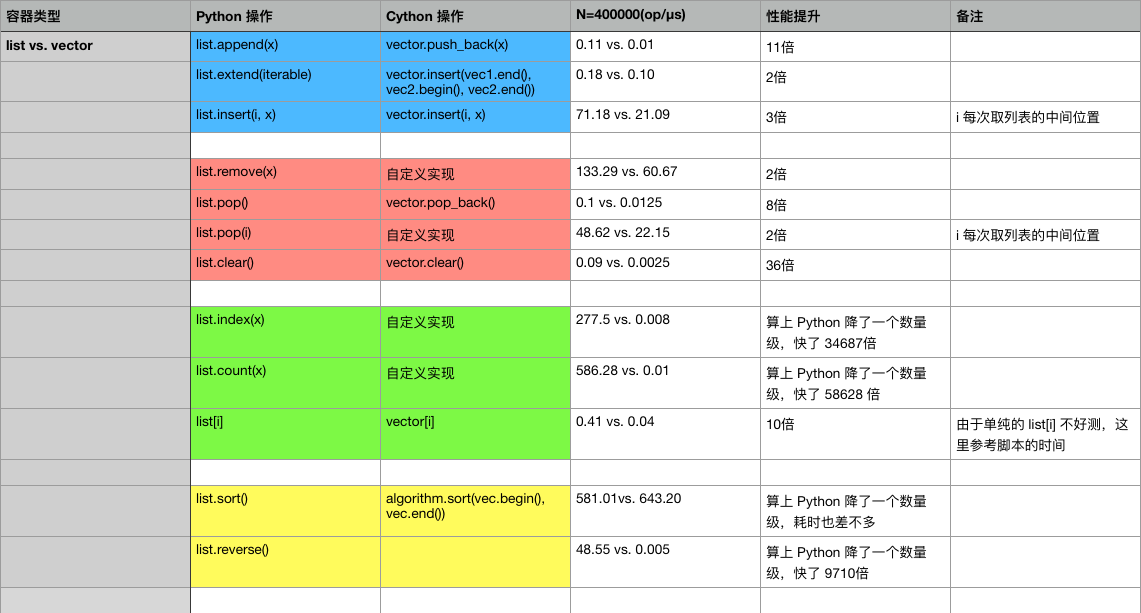 容器类型
Python 操作
Cython 操作
N=400000(op/μs)
性能提升
备注
list vs. vector
list.append(x)
vector.push_back(x)
0.11 vs. 0.01
11倍
list.extend(iterable)
vector.insert(vec1.end(),
vec2.begin(), vec2.end())
0.18 vs. 0.10
2倍
list.insert(i, x)
vector.insert(i, x)
71.18 vs. 21.09
3倍
i 每次取列表的中间位置
list.remove(x)
自定义实现
133.29 vs. 60.67
2倍
list.pop()
vector.pop_back()
0.1 vs. 0.0125
8倍
list.pop(i)
自定义实现
48.62 vs. 22.15
2倍
i 每次取列表的中间位置
list.clear()
vector.clear()
0.09 vs. 0.0025
36倍
list.index(x)
自定义实现
277.5 vs. 0.008
算上 Python 降了一个数量
级，快了 34687倍
list.count(x)
自定义实现
586.28 vs. 0.01
算上 Python 降了一个数量
级，快了 58628 倍
list[i]
vector[i]
0.41 vs. 0.04
10倍
由于单纯的 list[i] 不好测，这
里参考脚本的时间
list.sort()
algorithm.sort(vec.begin(),
vec.end())
581.01vs. 643.20
算上 Python 降了一个数量
级，耗时也差不多
list.reverse()
48.55 vs. 0.005
算上 Python 降了一个数量
级，快了 9710倍